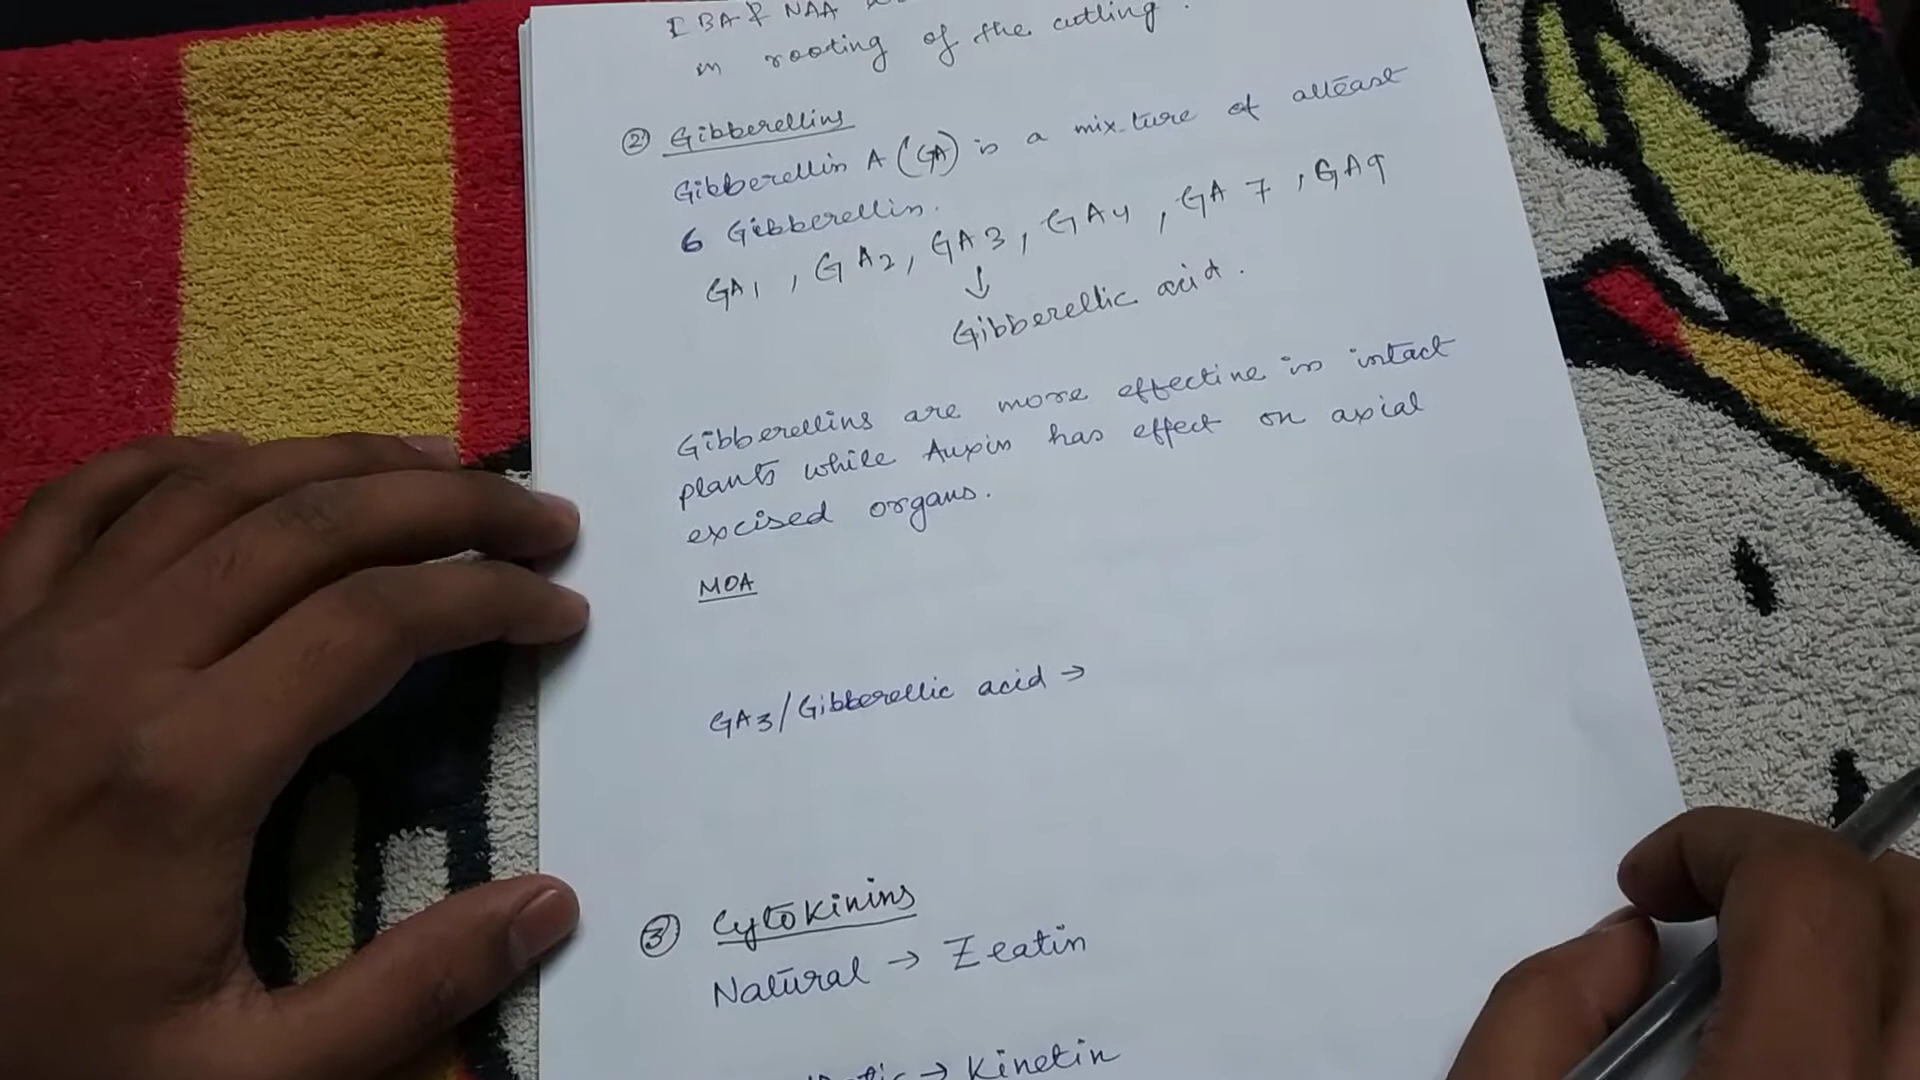 IBA & NAA
in rooting of the cutling.
② Gibberellins
Gibberellin A (GA) is a mixture of atleast
6 Gibberellin.
GA1, GA2, GA3, GA4, GA7, GA9
↓
Gibberellic acid.
Gibberellins are more effective in intact
plants while Auxin has effect on axial
excised organs.
MOA
GA3/Gibberellic acid →
③ Cytokinins
Natural → Zeatin
→ Kinetin